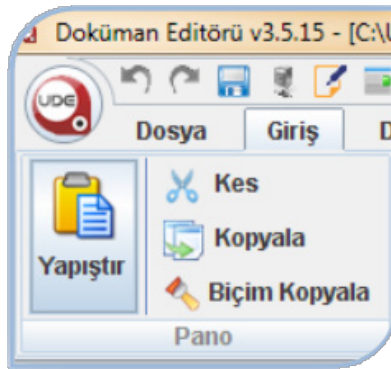 Doküman Editörü v3.5.15 - [C:\U
UDE
Dosya Giriş D
Yapıştır
Kes
Kopyala
Biçim Kopyala
Pano